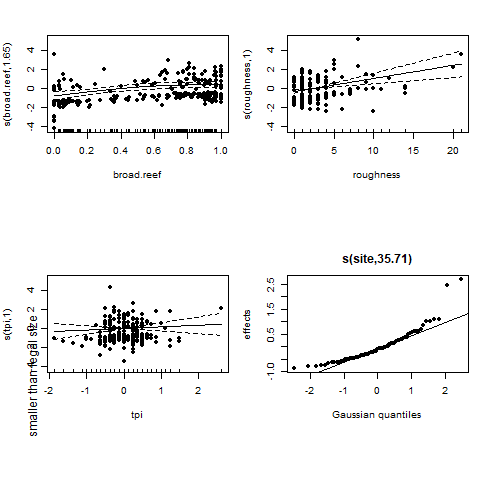 s(broad.reef,1.65)
4
2
0
-2
-4
0.0 0.2 0.4 0.6 0.8 1.0
broad.reef
s(roughness,1)
4
2
0
-2
-4
0 5 10 15 20
roughness
s(tpi,1)
smaller than legal size
4
2
0
-4
-2 -1 0 1 2
tpi
s(site,35.71)
effects
2.5
1.5
-1.0
-2 -1 0 1 2
Gaussian quantiles